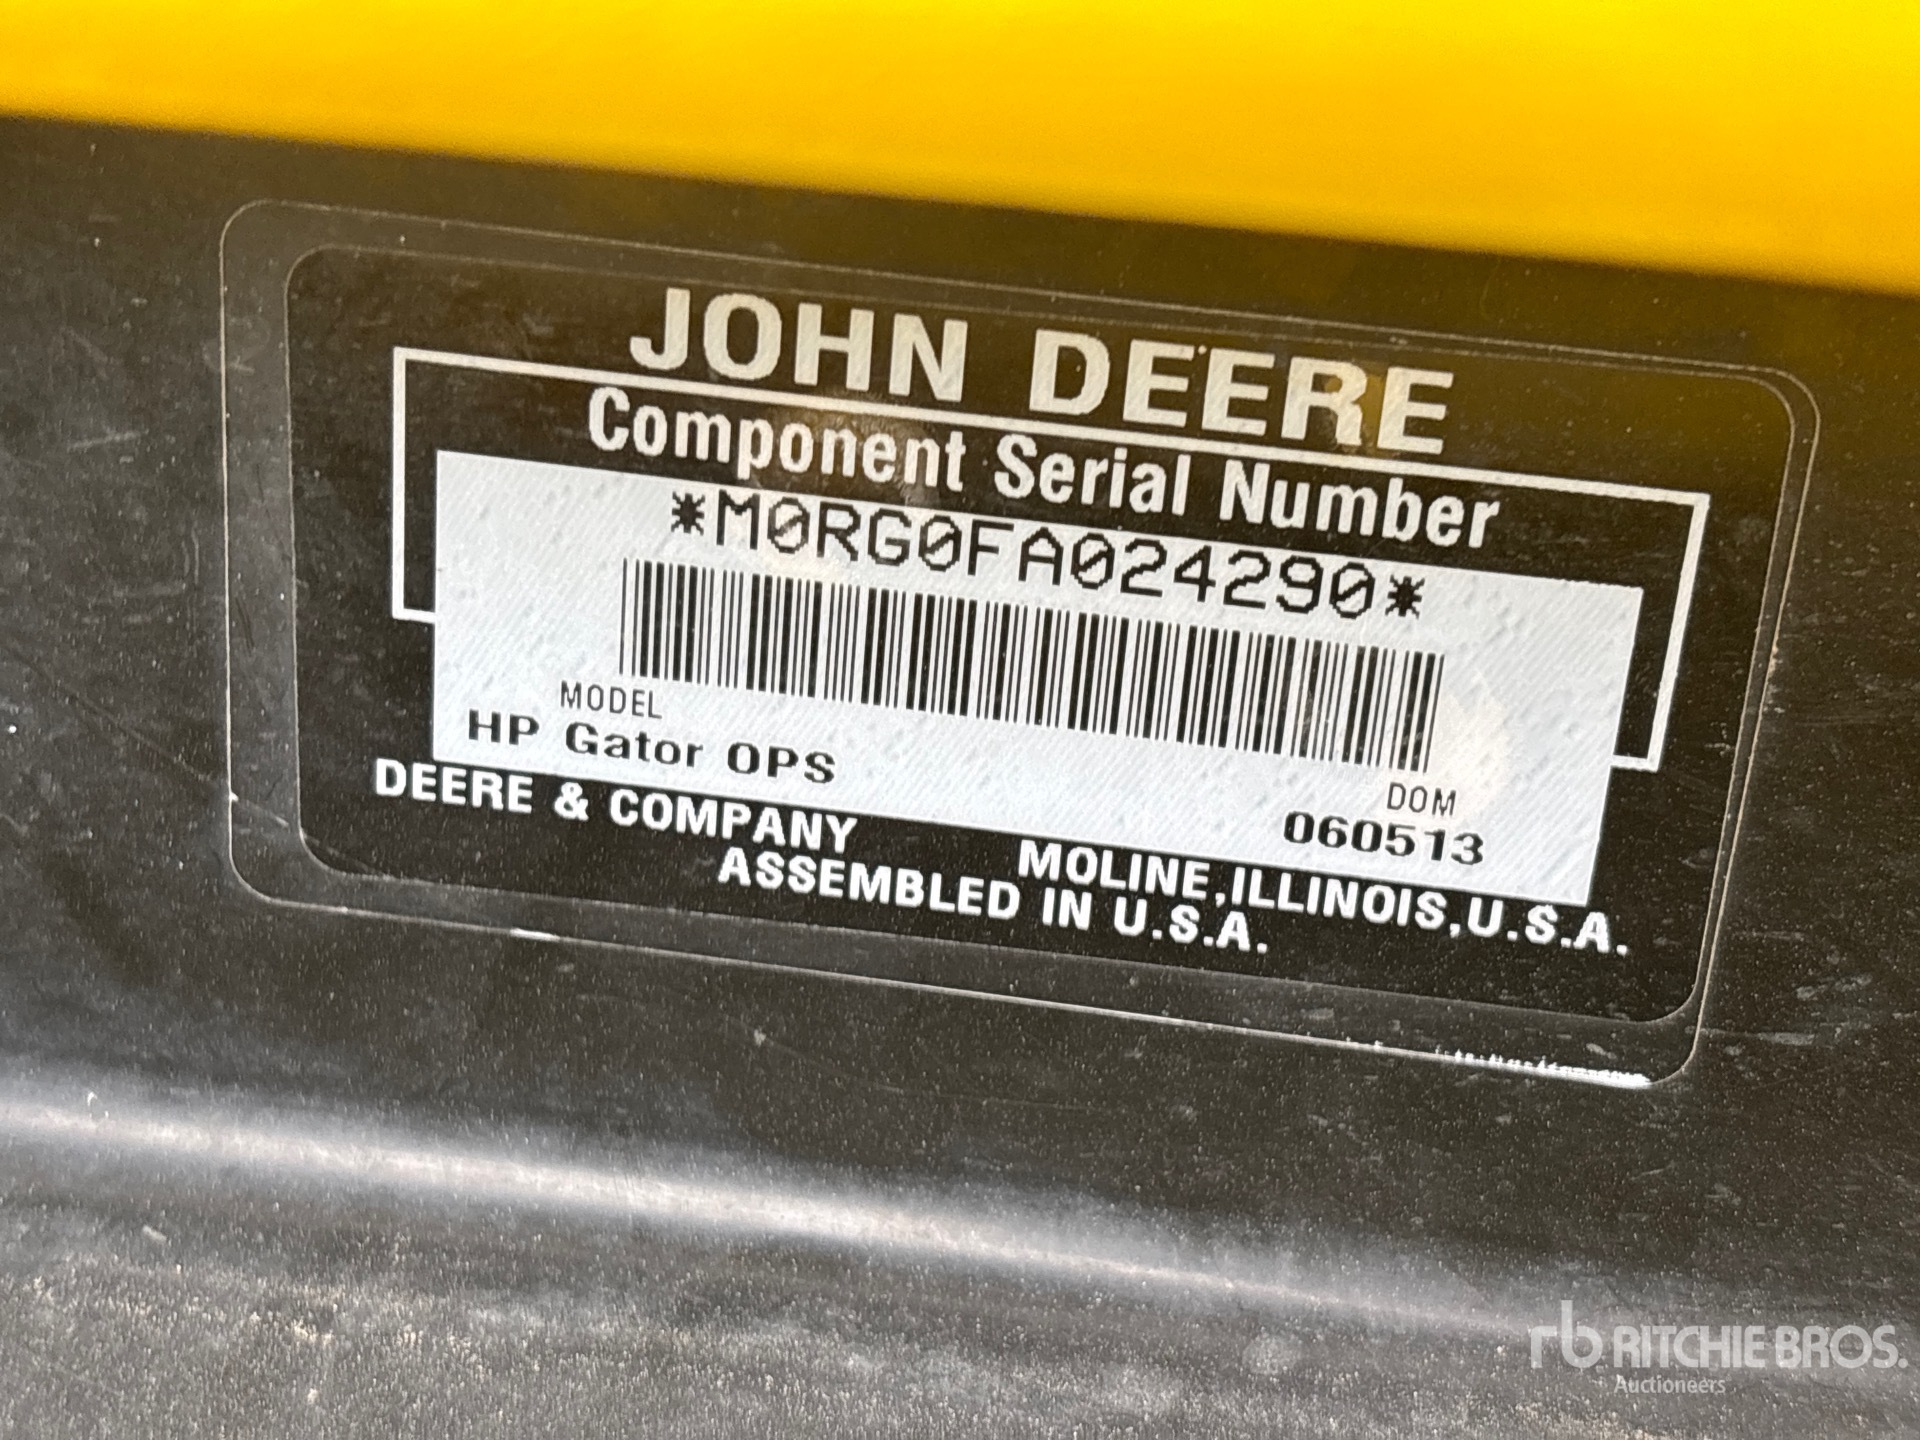 JOHN DEERE
Component Serial Number
*M0RG0FA024290*
MODEL
HP Gator OPS
DOM
060513
DEERE & COMPANY MOLINE, ILLINOIS, U.S.A.
ASSEMBLED IN U.S.A.
rb RITCHIE BROS.
Auctioneers